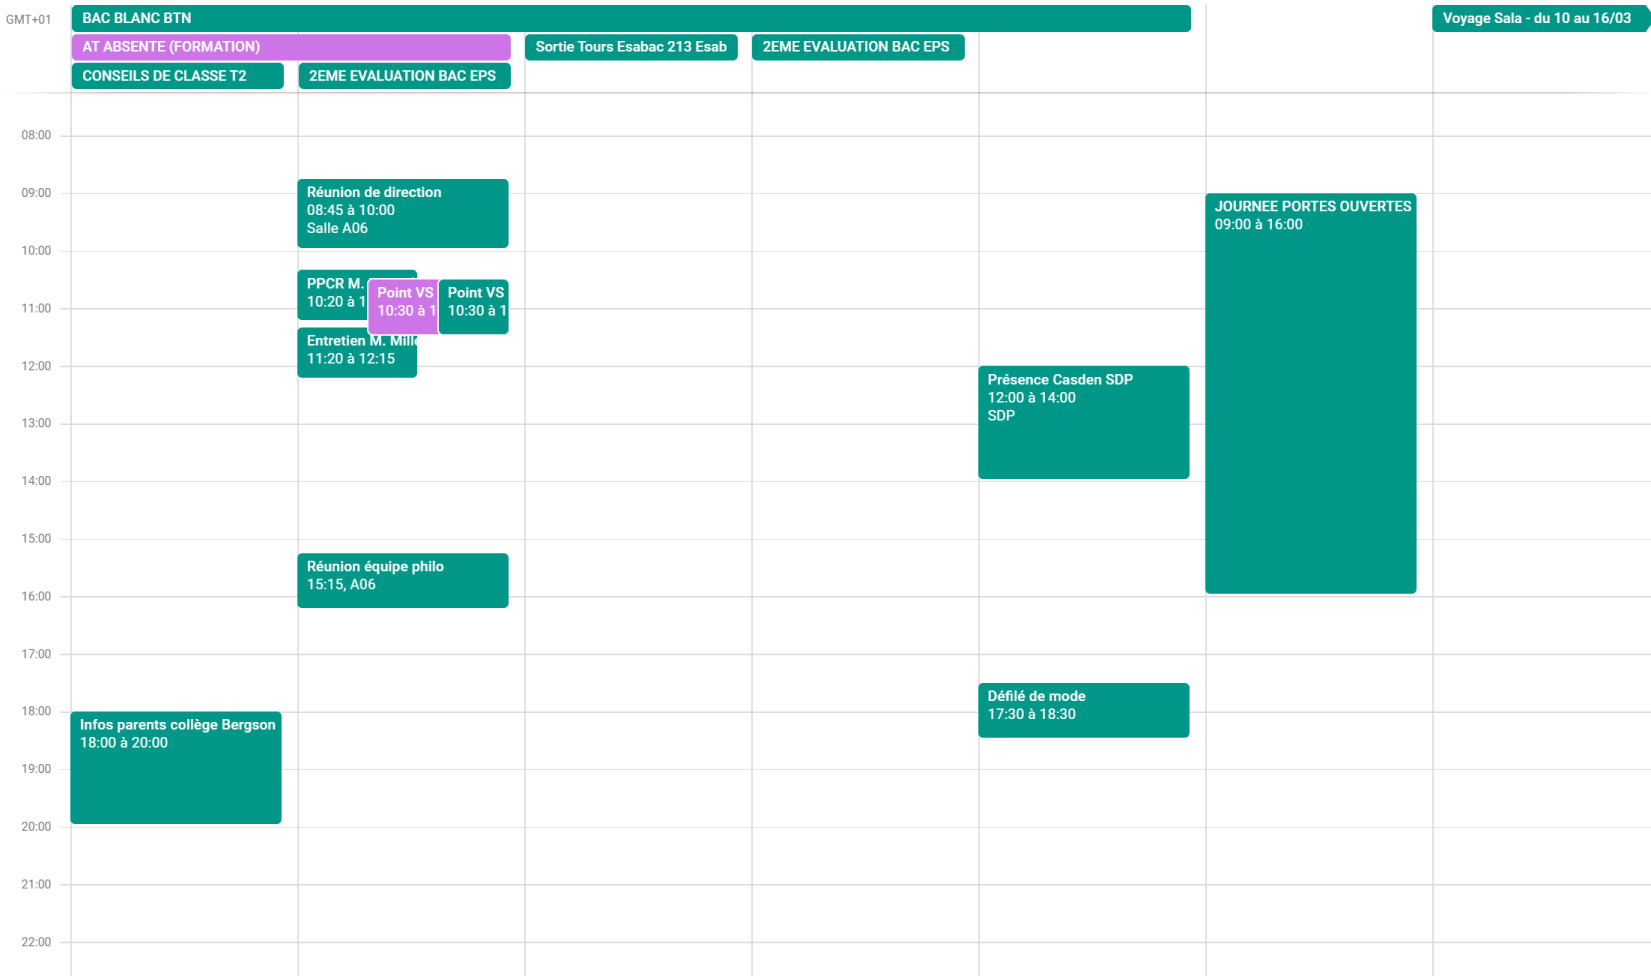 GMT+01
BAC BLANC BTN
Voyage Sala - du 10 au 16/03
AT ABSENTE (FORMATION)
Sortie Tours Esabac 213 Esab
2EME EVALUATION BAC EPS
CONSEILS DE CLASSE T2
2EME EVALUATION BAC EPS
08:00
09:00
Réunion de direction
08:45 à 10:00
Salle A06
JOURNEE PORTES OUVERTES
09:00 à 16:00
10:00
PPCR M.
10:20 à 1
Point VS
10:30 à 1
Point VS
10:30 à 1
11:00
Entretien M. Mille
11:20 à 12:15
12:00
Présence Casden SDP
12:00 à 14:00
SDP
13:00
14:00
15:00
Réunion équipe philo
15:15, A06
16:00
17:00
Défilé de mode
17:30 à 18:30
18:00
Infos parents collège Bergson
18:00 à 20:00
19:00
20:00
21:00
22:00